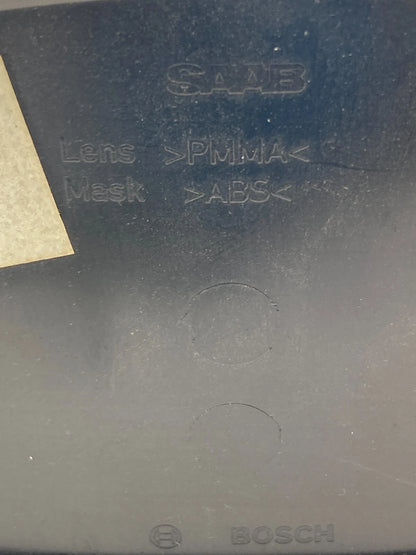 SAAB
Lens >PMMA<
Mask >ABS<
BOSCH